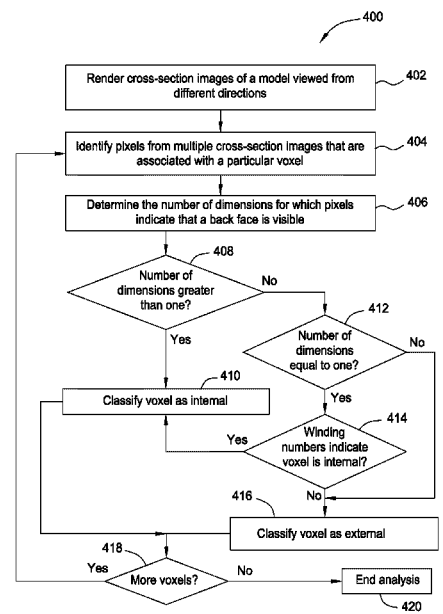 400
Render cross-section images of a model viewed from
different directions
402
Identify pixels from multiple cross-section images that are
associated with a particular voxel
404
Determine the number of dimensions for which pixels
indicate that a back face is visible
406
408
Number of
dimensions greater
than one?
No
Yes
412
Number of
dimensions
equal to one?
No
Yes
410
Classify voxel as internal
414
Winding
numbers indicate
voxel is internal?
Yes
No
416
Classify voxel as external
418
More voxels?
Yes
No
End analysis
420